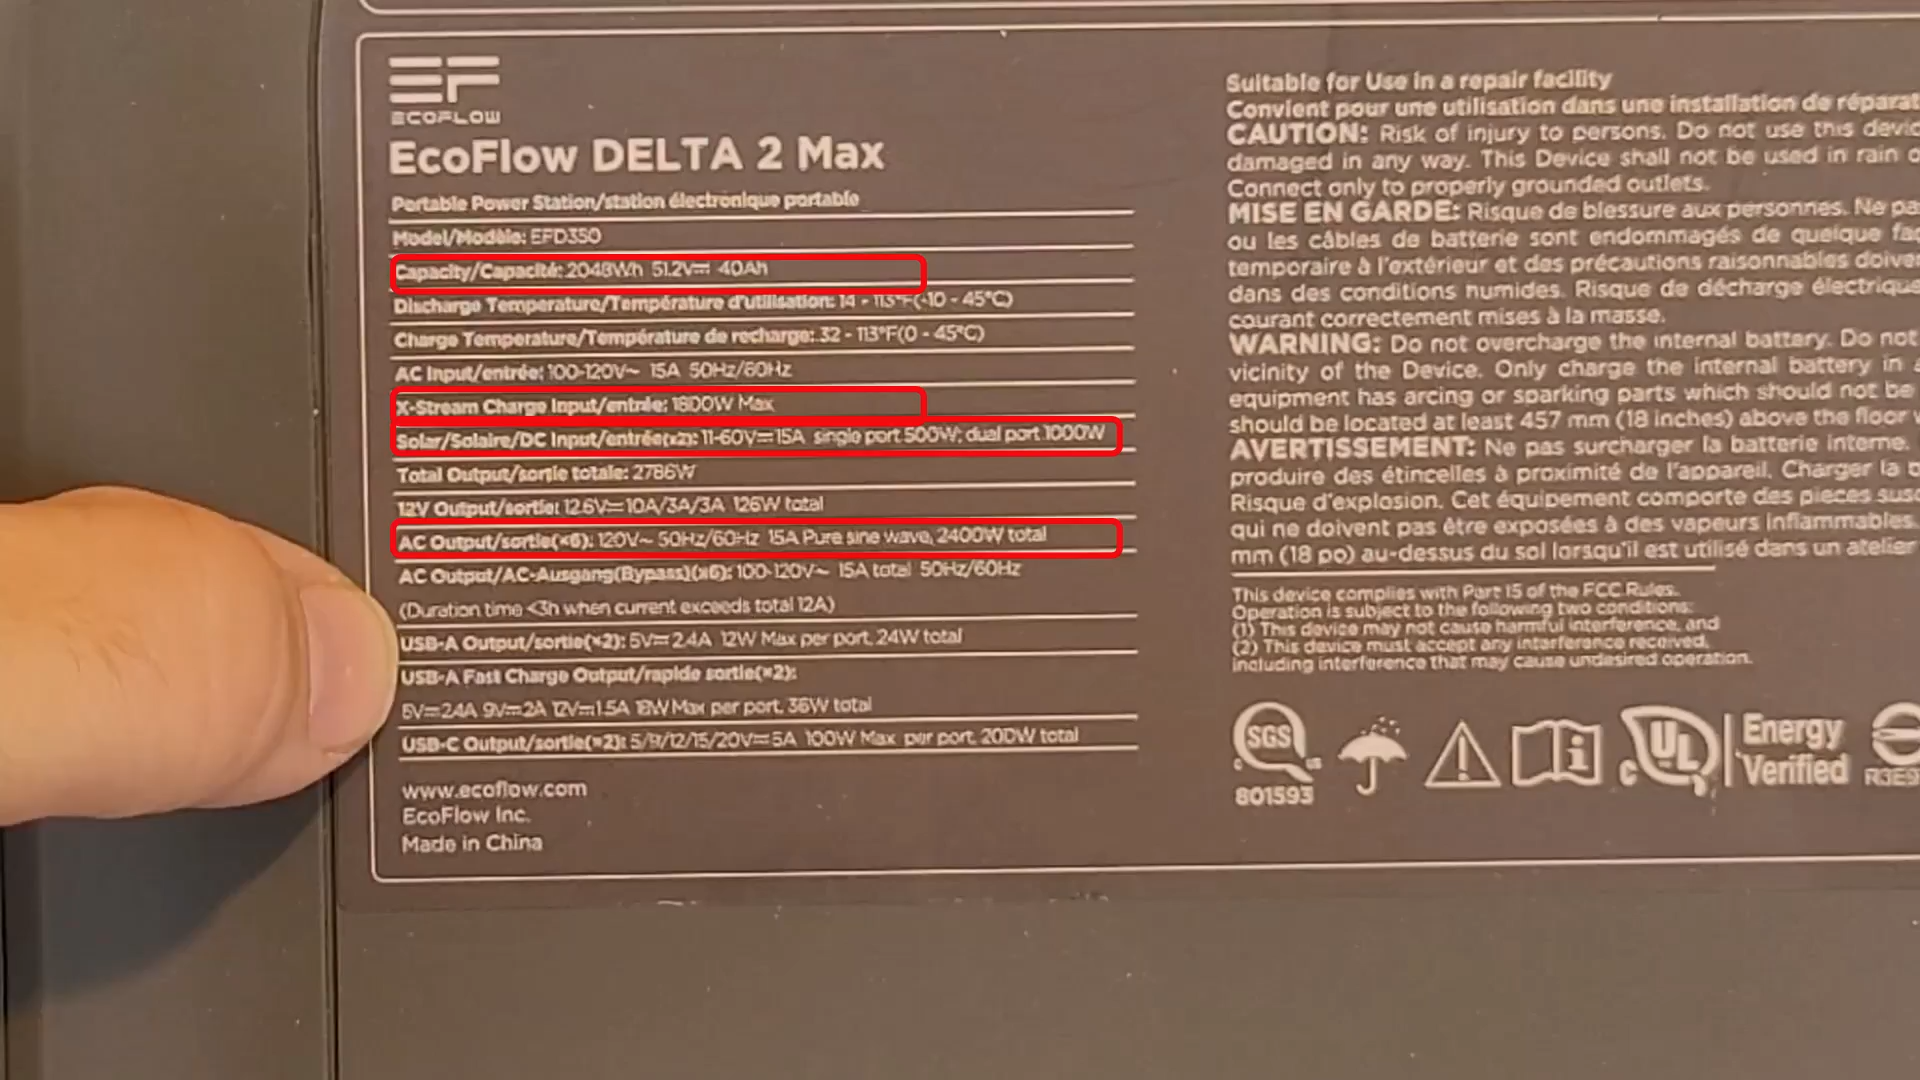 ECOFLOW
EcoFlow DELTA 2 Max
Portable Power Station/station électronique portable
Model/Modèle: EFD350
Capacity/Capacité: 2048Wh 51.2V⎓ 40Ah
Discharge Temperature/Température d'utilisation: 14 - 113°F(-10 - 45°C)
Charge Temperature/Température de recharge: 32 - 113°F(0 - 45°C)
AC Input/entrée: 100-120V~ 15A 50Hz/60Hz
X-Stream Charge Input/entrée: 1800W Max
Solar/Solaire/DC Input/entrée(×2): 11-60V⎓15A single port 500W; dual port 1000W
Total Output/sortie totale: 2786W
12V Output/sortie: 12.6V⎓10A/3A/3A 126W total
AC Output/sortie(×6): 120V~ 50Hz/60Hz 15A Pure sine wave, 2400W total
AC Output/AC-Ausgang(Bypass)(×6): 100-120V~ 15A total 50Hz/60Hz
(Duration time <3h when current exceeds total 12A)
USB-A Output/sortie(×2): 5V⎓2.4A 12W Max per port, 24W total
USB-A Fast Charge Output/rapide sortie(×2):
5V⎓2.4A 9V⎓2A 12V⎓1.5A 18W Max per port, 36W total
USB-C Output/sortie(×2): 5/9/12/15/20V⎓5A 100W Max per port, 200W total
www.ecoflow.com
EcoFlow Inc.
Made in China
Suitable for Use in a repair facility
Convient pour une utilisation dans une installation de réparat
CAUTION: Risk of injury to persons. Do not use this devic
damaged in any way. This Device shall not be used in rain o
Connect only to properly grounded outlets.
MISE EN GARDE: Risque de blessure aux personnes. Ne pa
ou les câbles de batterie sont endommagés de quelque faç
temporaire à l'extérieur et des précautions raisonnables doiven
dans des conditions humides. Risque de décharge électrique
courant correctement mises à la masse.
WARNING: Do not overcharge the internal battery. Do not
vicinity of the Device. Only charge the internal battery in a
equipment has arcing or sparking parts which should not be
should be located at least 457 mm (18 inches) above the floor
AVERTISSEMENT: Ne pas surcharger la batterie interne.
produire des étincelles à proximité de l'appareil. Charger la b
Risque d'explosion. Cet équipement comporte des pieces susc
qui ne doivent pas être exposées à des vapeurs inflammables.
mm (18 po) au-dessus du sol lorsqu'il est utilisé dans un atelier
This device complies with Part 15 of the FCC Rules.
Operation is subject to the following two conditions:
(1) This device may not cause harmful interference, and
(2) This device must accept any interference received,
including interference that may cause undesired operation.
SGS
C US
801593
C UL
Energy
Verified
R3E9